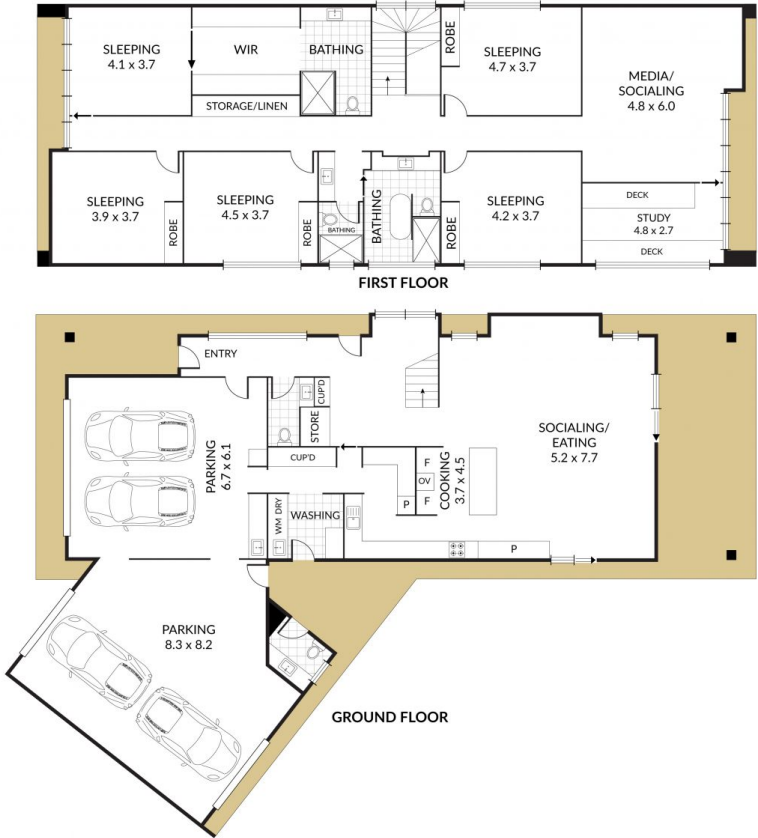 SLEEPING
4.1 x 3.7
WIR
BATHING
STORAGE/LINEN
ROBE
SLEEPING
4.7 x 3.7
MEDIA/
SOCIALING
4.8 x 6.0
SLEEPING
3.9 x 3.7
ROBE
SLEEPING
4.5 x 3.7
ROBE
BATHING
BATHING
ROBE
SLEEPING
4.2 x 3.7
DECK
STUDY
4.8 x 2.7
DECK
FIRST FLOOR
ENTRY
CUP'D
STORE
PARKING
6.7 x 6.1
CUP'D
WM DRY
WASHING
F
OV
F
P
COOKING
3.7 x 4.5
P
SOCIALING/
EATING
5.2 x 7.7
PARKING
8.3 x 8.2
GROUND FLOOR